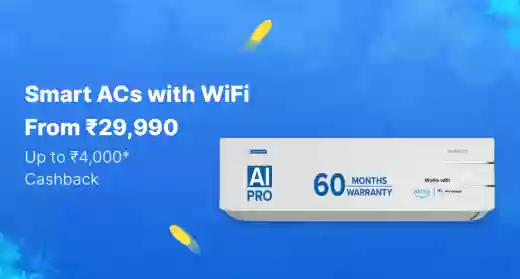 Smart ACs with WiFi
From ₹29,990
Up to ₹4,000*
Cashback
AI
PRO
60 MONTHS
WARRANTY
Works with
alexa